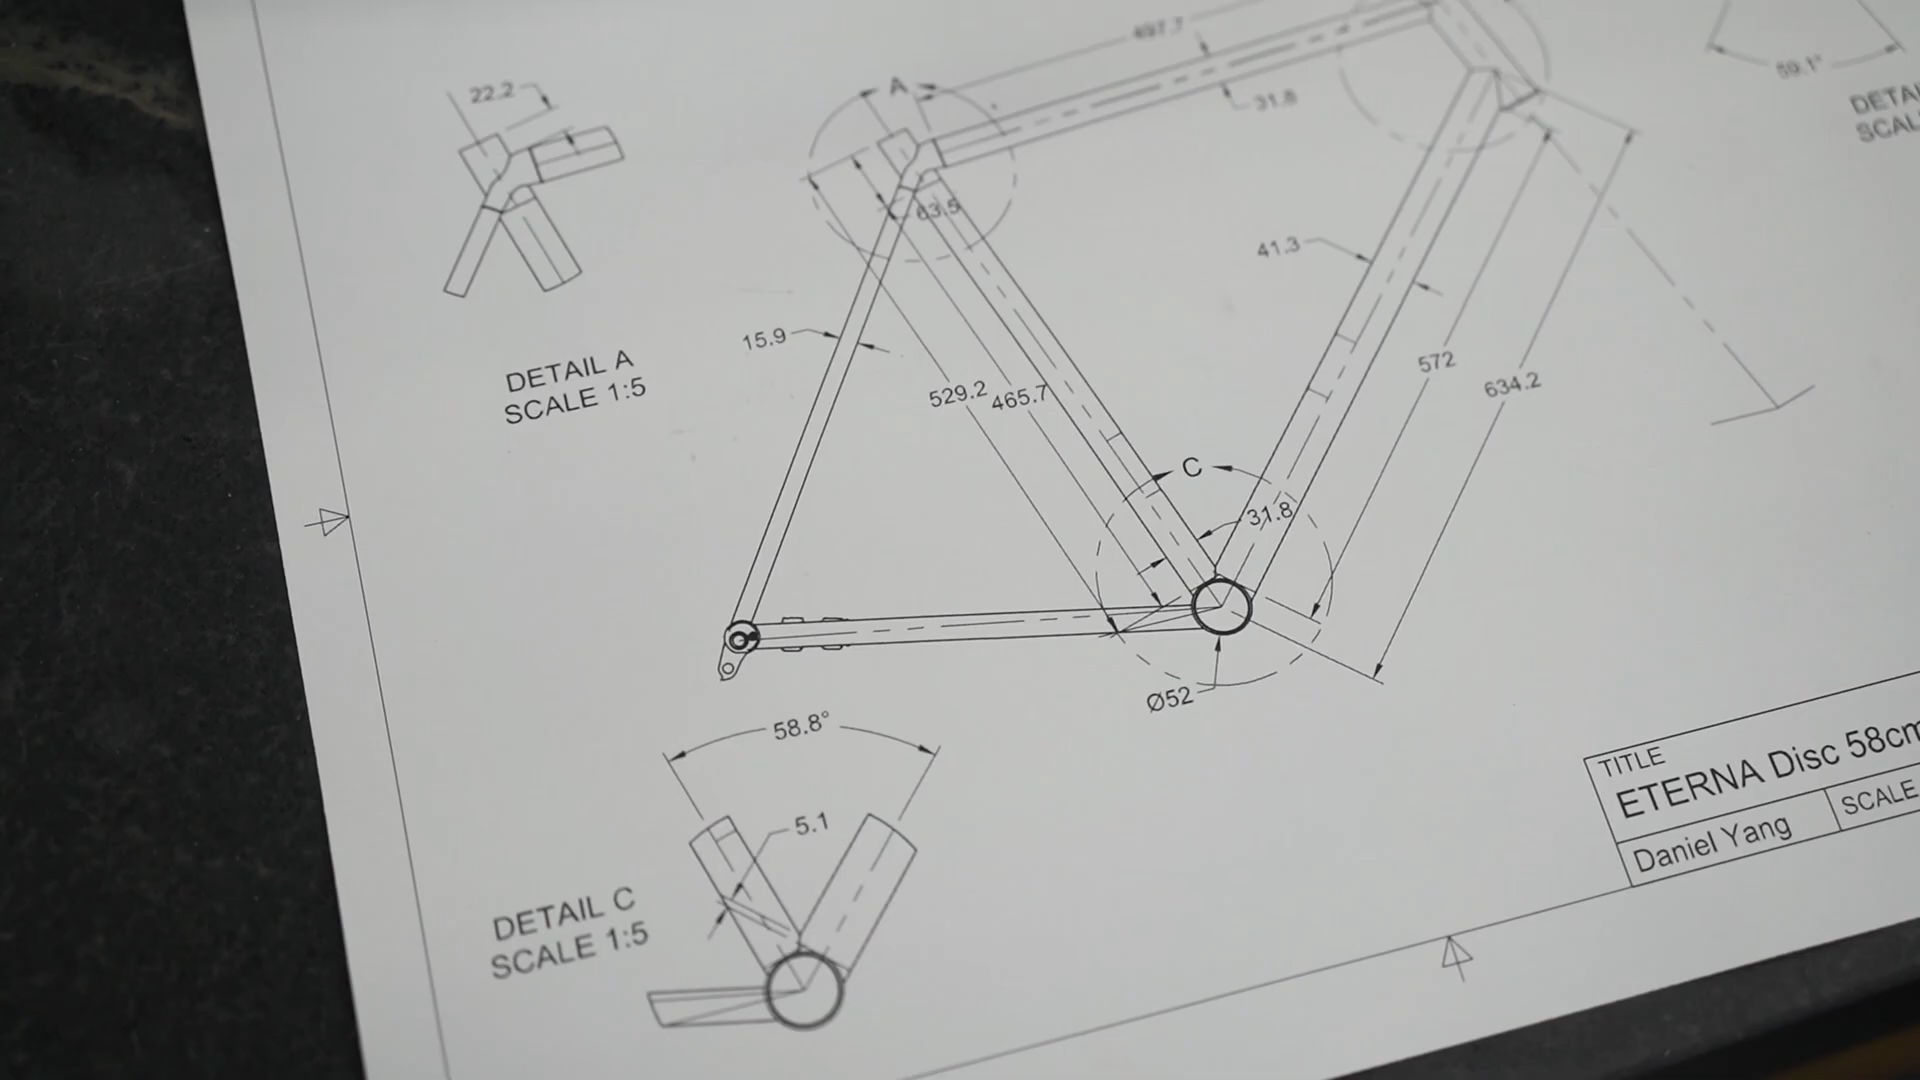 22.2
DETAIL A
SCALE 1:5
A
497.7
31.8
63.5
15.9
529.2
465.7
41.3
572
634.2
C
31.8
Ø52
59.1°
58.8°
5.1
DETAIL C
SCALE 1:5
TITLE
ETERNA Disc 58cm
Daniel Yang
SCALE